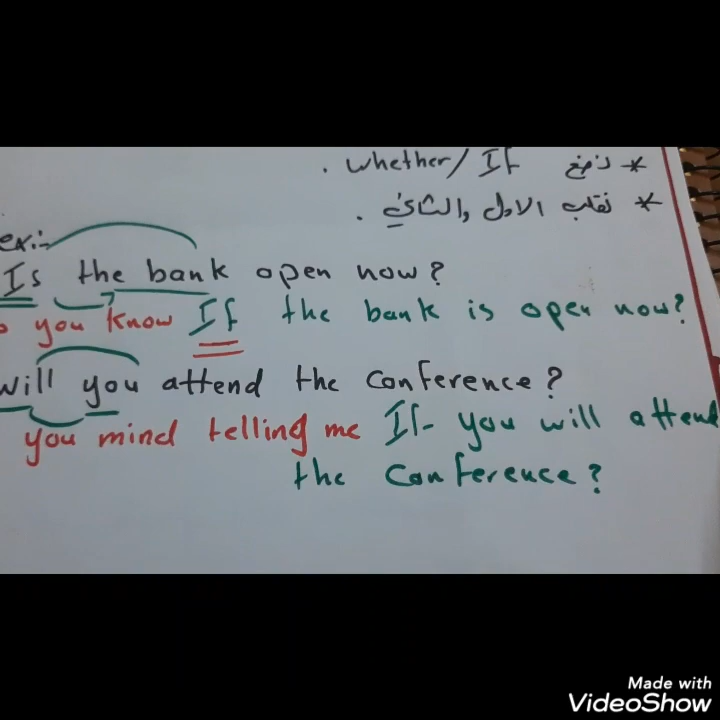 * نضع whether / If .
* نقلب الاول والثاني .
ex:-
Is the bank open now?
you know If the bank is open now?
will you attend the conference?
you mind telling me If you will attend
the conference?
Made with
VideoShow